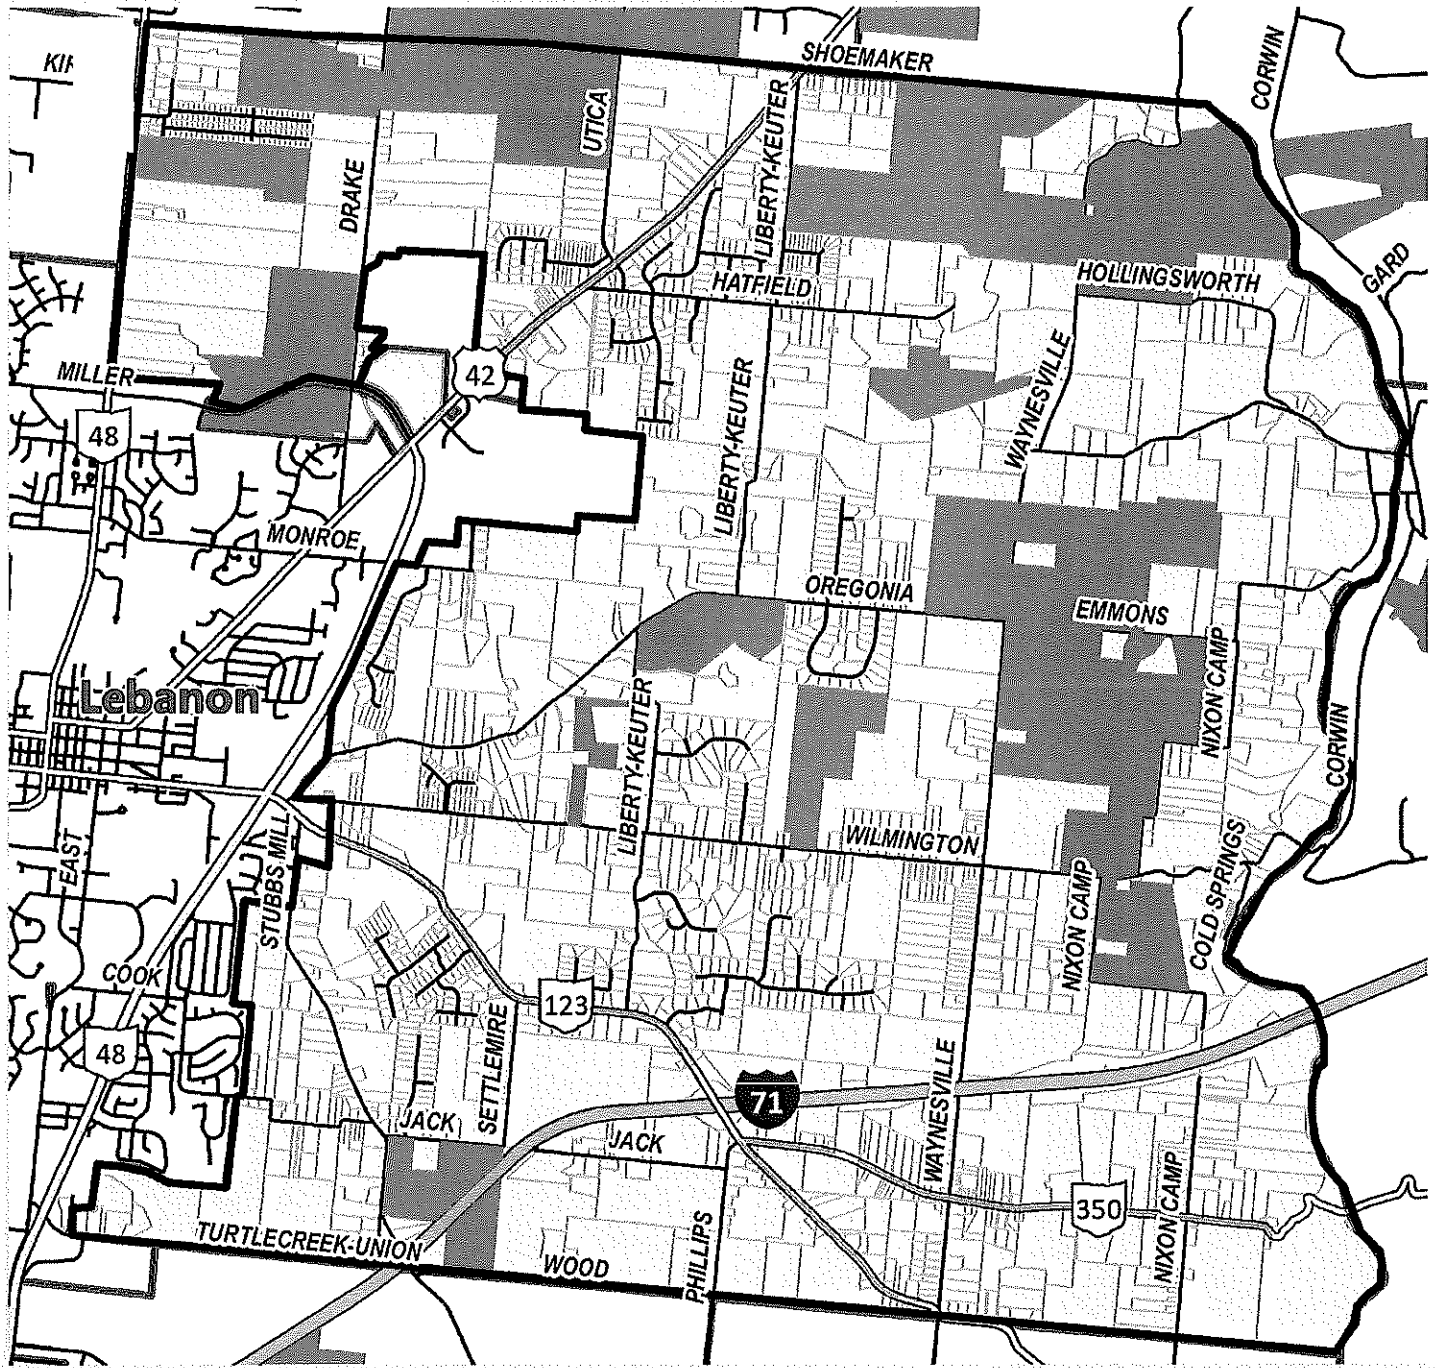 SHOEMAKER
CORWIN
UTICA
LIBERTY-KEUTER
DRAKE
GARD
HOLLINGSWORTH
HATFIELD
WAYNESVILLE
MILLER
42
LIBERTY-KEUTER
48
MONROE
OREGONIA
EMMONS
NIXON CAMP
Lebanon
LIBERTY-KEUTER
CORWIN
WILMINGTON
EAST
STUBBS MILL
COLD SPRINGS
NIXON CAMP
COOK
123
48
SETTLEMIRE
WAYNESVILLE
71
JACK
JACK
NIXON CAMP
350
TURTLECREEK-UNION
WOOD
PHILLIPS